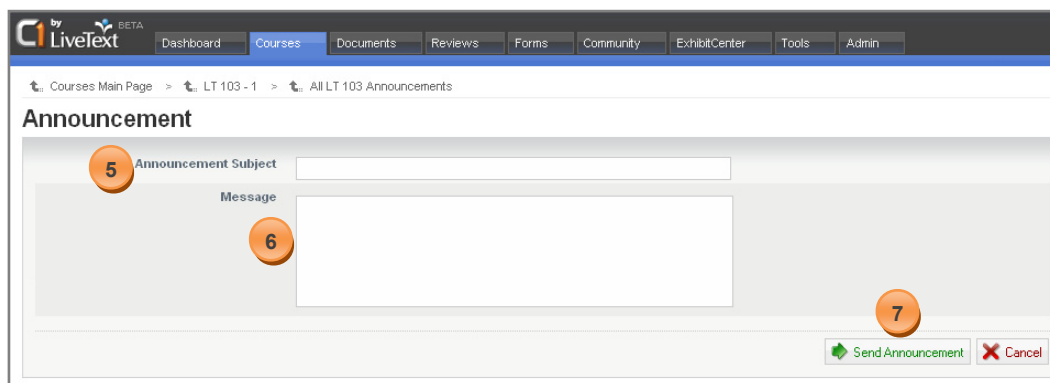 C1 by LiveText BETA
Dashboard Courses Documents Reviews Forms Community ExhibitCenter Tools Admin
Courses Main Page > LT 103 - 1 > All LT 103 Announcements
Announcement
5 Announcement Subject
Message
6
7
Send Announcement Cancel